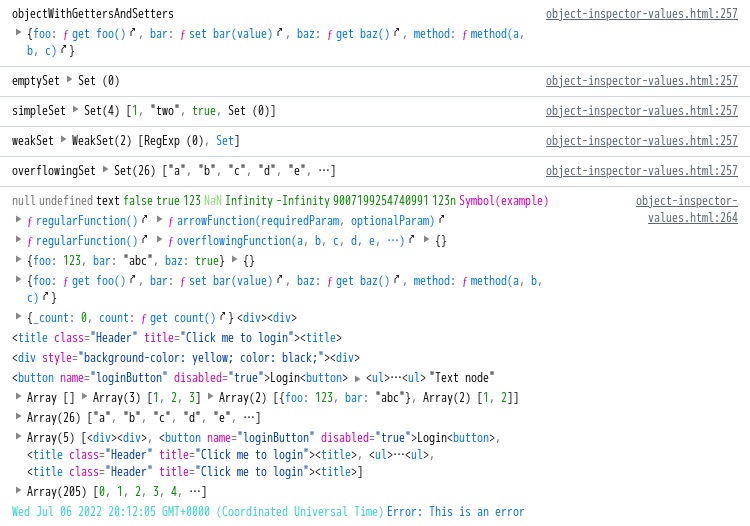 objectWithGettersAndSetters object-inspector-values.html:257
{foo: ƒ get foo(), bar: ƒ set bar(value), baz: ƒ get baz(), method: ƒ method(a,
b, c)}
emptySet Set (0) object-inspector-values.html:257
simpleSet Set(4) [1, "two", true, Set (0)] object-inspector-values.html:257
weakSet WeakSet(2) [RegExp (0), Set] object-inspector-values.html:257
overflowingSet Set(26) ["a", "b", "c", "d", "e", …] object-inspector-values.html:257
null undefined text false true 123 NaN Infinity -Infinity 9007199254740991 123n Symbol(example) object-inspector-
values.html:264
ƒ regularFunction() ƒ arrowFunction(requiredParam, optionalParam)
ƒ regularFunction() ƒ overflowingFunction(a, b, c, d, e, …) {}
{foo: 123, bar: "abc", baz: true} {}
{foo: ƒ get foo(), bar: ƒ set bar(value), baz: ƒ get baz(), method: ƒ method(a, b,
c)}
{_count: 0, count: ƒ get count()} <div><div>
<title class="Header" title="Click me to login"><title>
<div style="background-color: yellow; color: black;"><div>
<button name="loginButton" disabled="true">Login<button> <ul>…<ul> "Text node"
Array [] Array(3) [1, 2, 3] Array(2) [{foo: 123, bar: "abc"}, Array(2) [1, 2]]
Array(26) ["a", "b", "c", "d", "e", …]
Array(5) [<div><div>, <button name="loginButton" disabled="true">Login<button>,
<title class="Header" title="Click me to login"><title>, <ul>…<ul>,
<title class="Header" title="Click me to login"><title>]
Array(205) [0, 1, 2, 3, 4, …]
Wed Jul 06 2022 20:12:05 GMT+0000 (Coordinated Universal Time) Error: This is an error